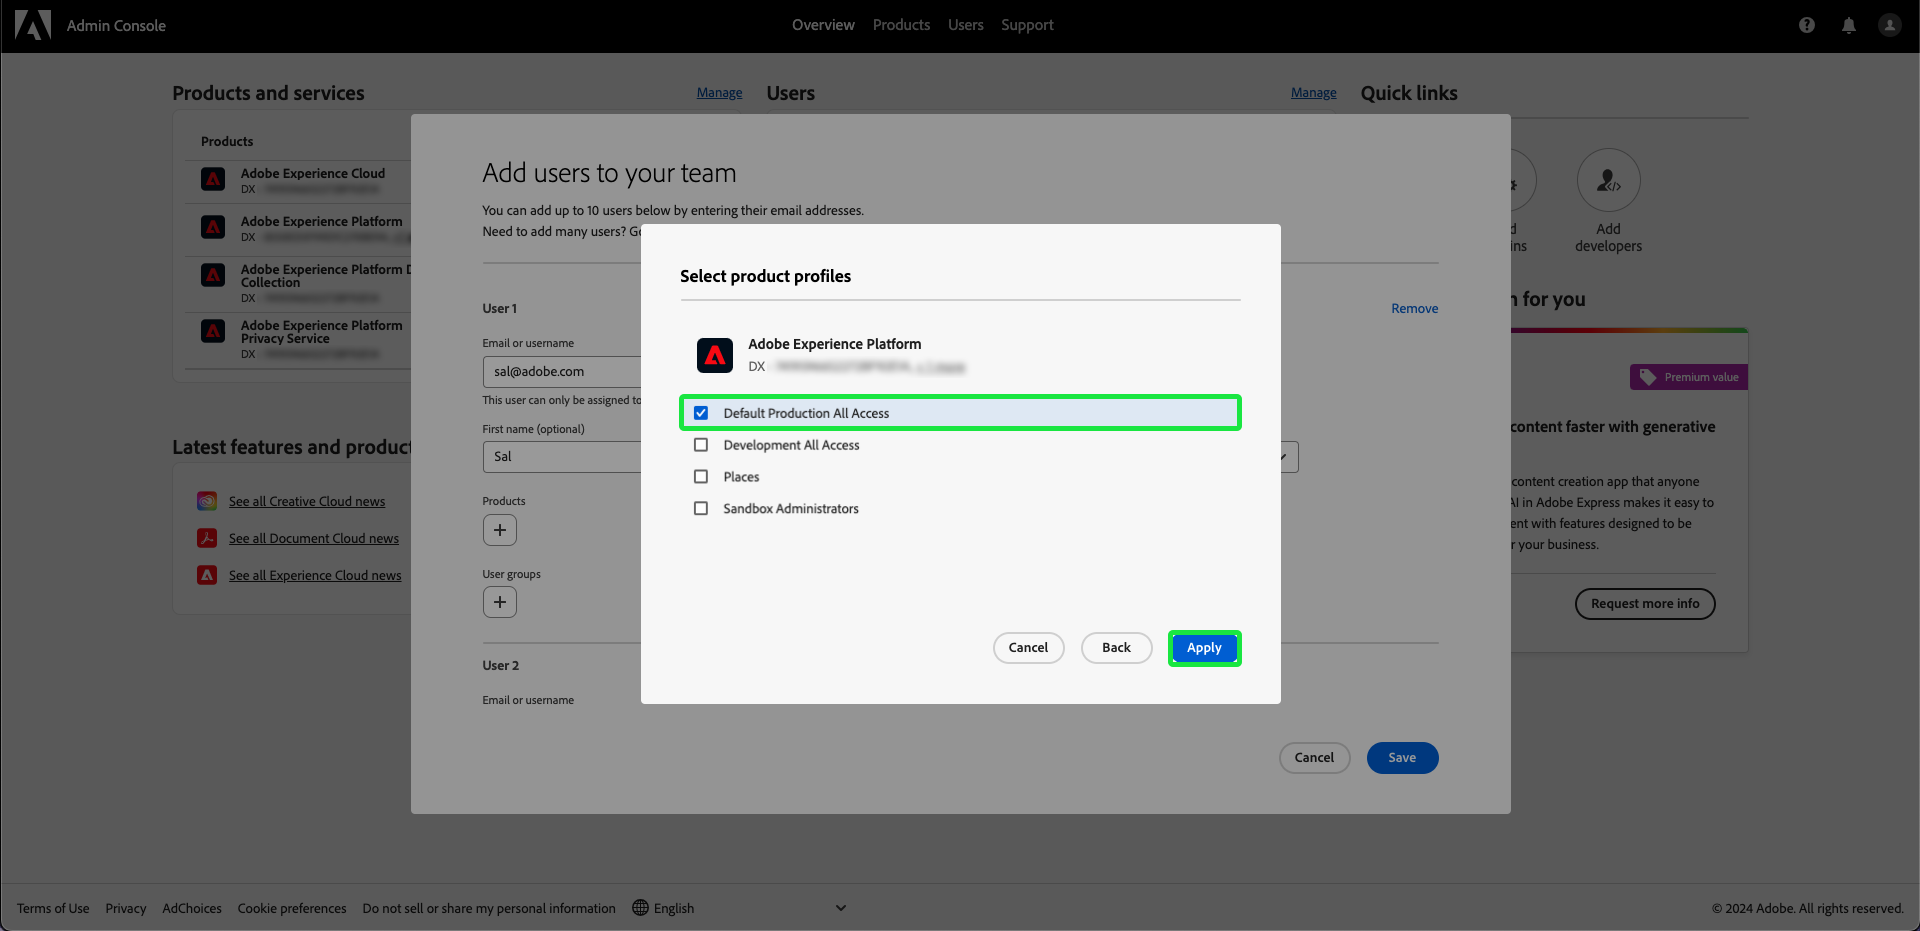 Admin Console
Overview
Products
Users
Support
Products and services
Manage
Users
Manage
Quick links
Products
Adobe Experience Cloud
DX
Adobe Experience Platform
DX
Adobe Experience Platform D
Collection
DX
Adobe Experience Platform
Privacy Service
DX
Latest features and product
See all Creative Cloud news
See all Document Cloud news
See all Experience Cloud news
Add users to your team
You can add up to 10 users below by entering their email addresses.
Need to add many users? Go
User 1
Remove
Email or username
sal@adobe.com
This user can only be assigned to
First name (optional)
Sal
Products
User groups
User 2
Email or username
Cancel
Save
Select product profiles
Adobe Experience Platform
DX
Default Production All Access
Development All Access
Places
Sandbox Administrators
Cancel
Back
Apply
d
ins
Add
developers
n for you
Premium value
content faster with generative
content creation app that anyone
AI in Adobe Express makes it easy to
ent with features designed to be
r your business.
Request more info
Terms of Use
Privacy
AdChoices
Cookie preferences
Do not sell or share my personal information
English
© 2024 Adobe. All rights reserved.